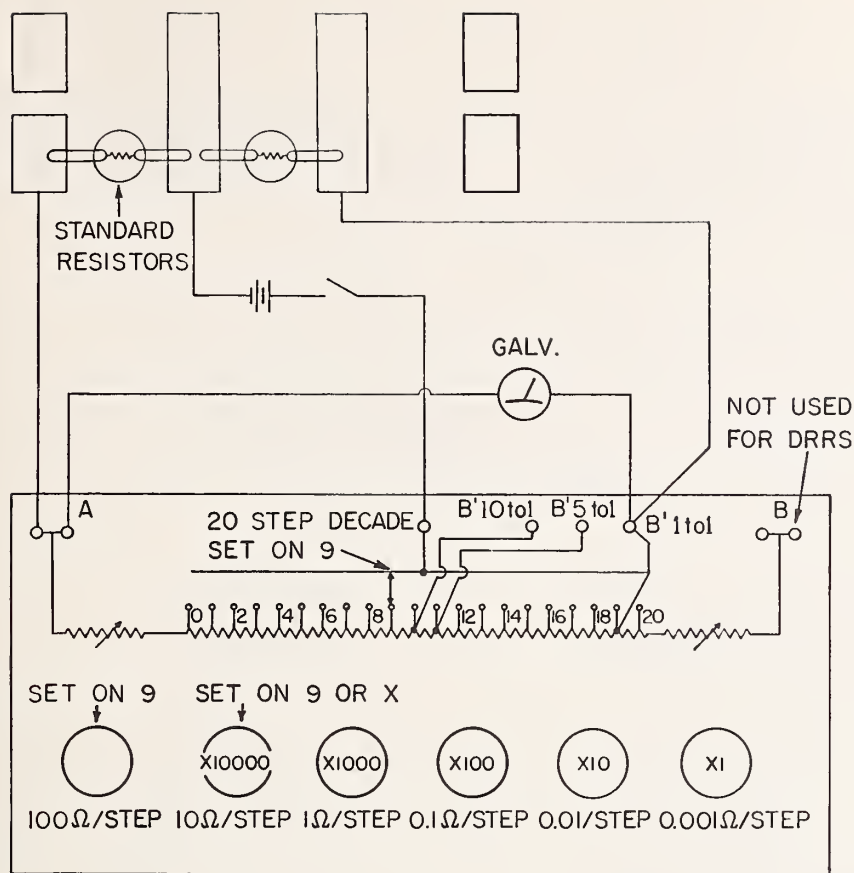 STANDARD
RESISTORS
GALV.
NOT USED
FOR DRRS
A
20 STEP DECADE
SET ON 9
B'10to1
B'5to1
B'1to1
B
0 2 4 6 8 12 14 16 18 20
SET ON 9
SET ON 9 OR X
X10000
X1000
X100
X10
X1
100Ω/STEP 10Ω/STEP 1Ω/STEP 0.1Ω/STEP 0.01/STEP 0.001Ω/STEP